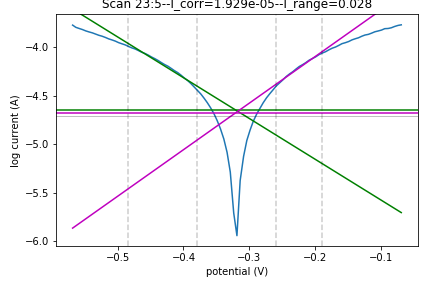 Scan 23:5--I_corr=1.929e-05--I_range=0.028
−4.0
−4.5
−5.0
−5.5
−6.0
log current (A)
−0.5 −0.4 −0.3 −0.2 −0.1
potential (V)